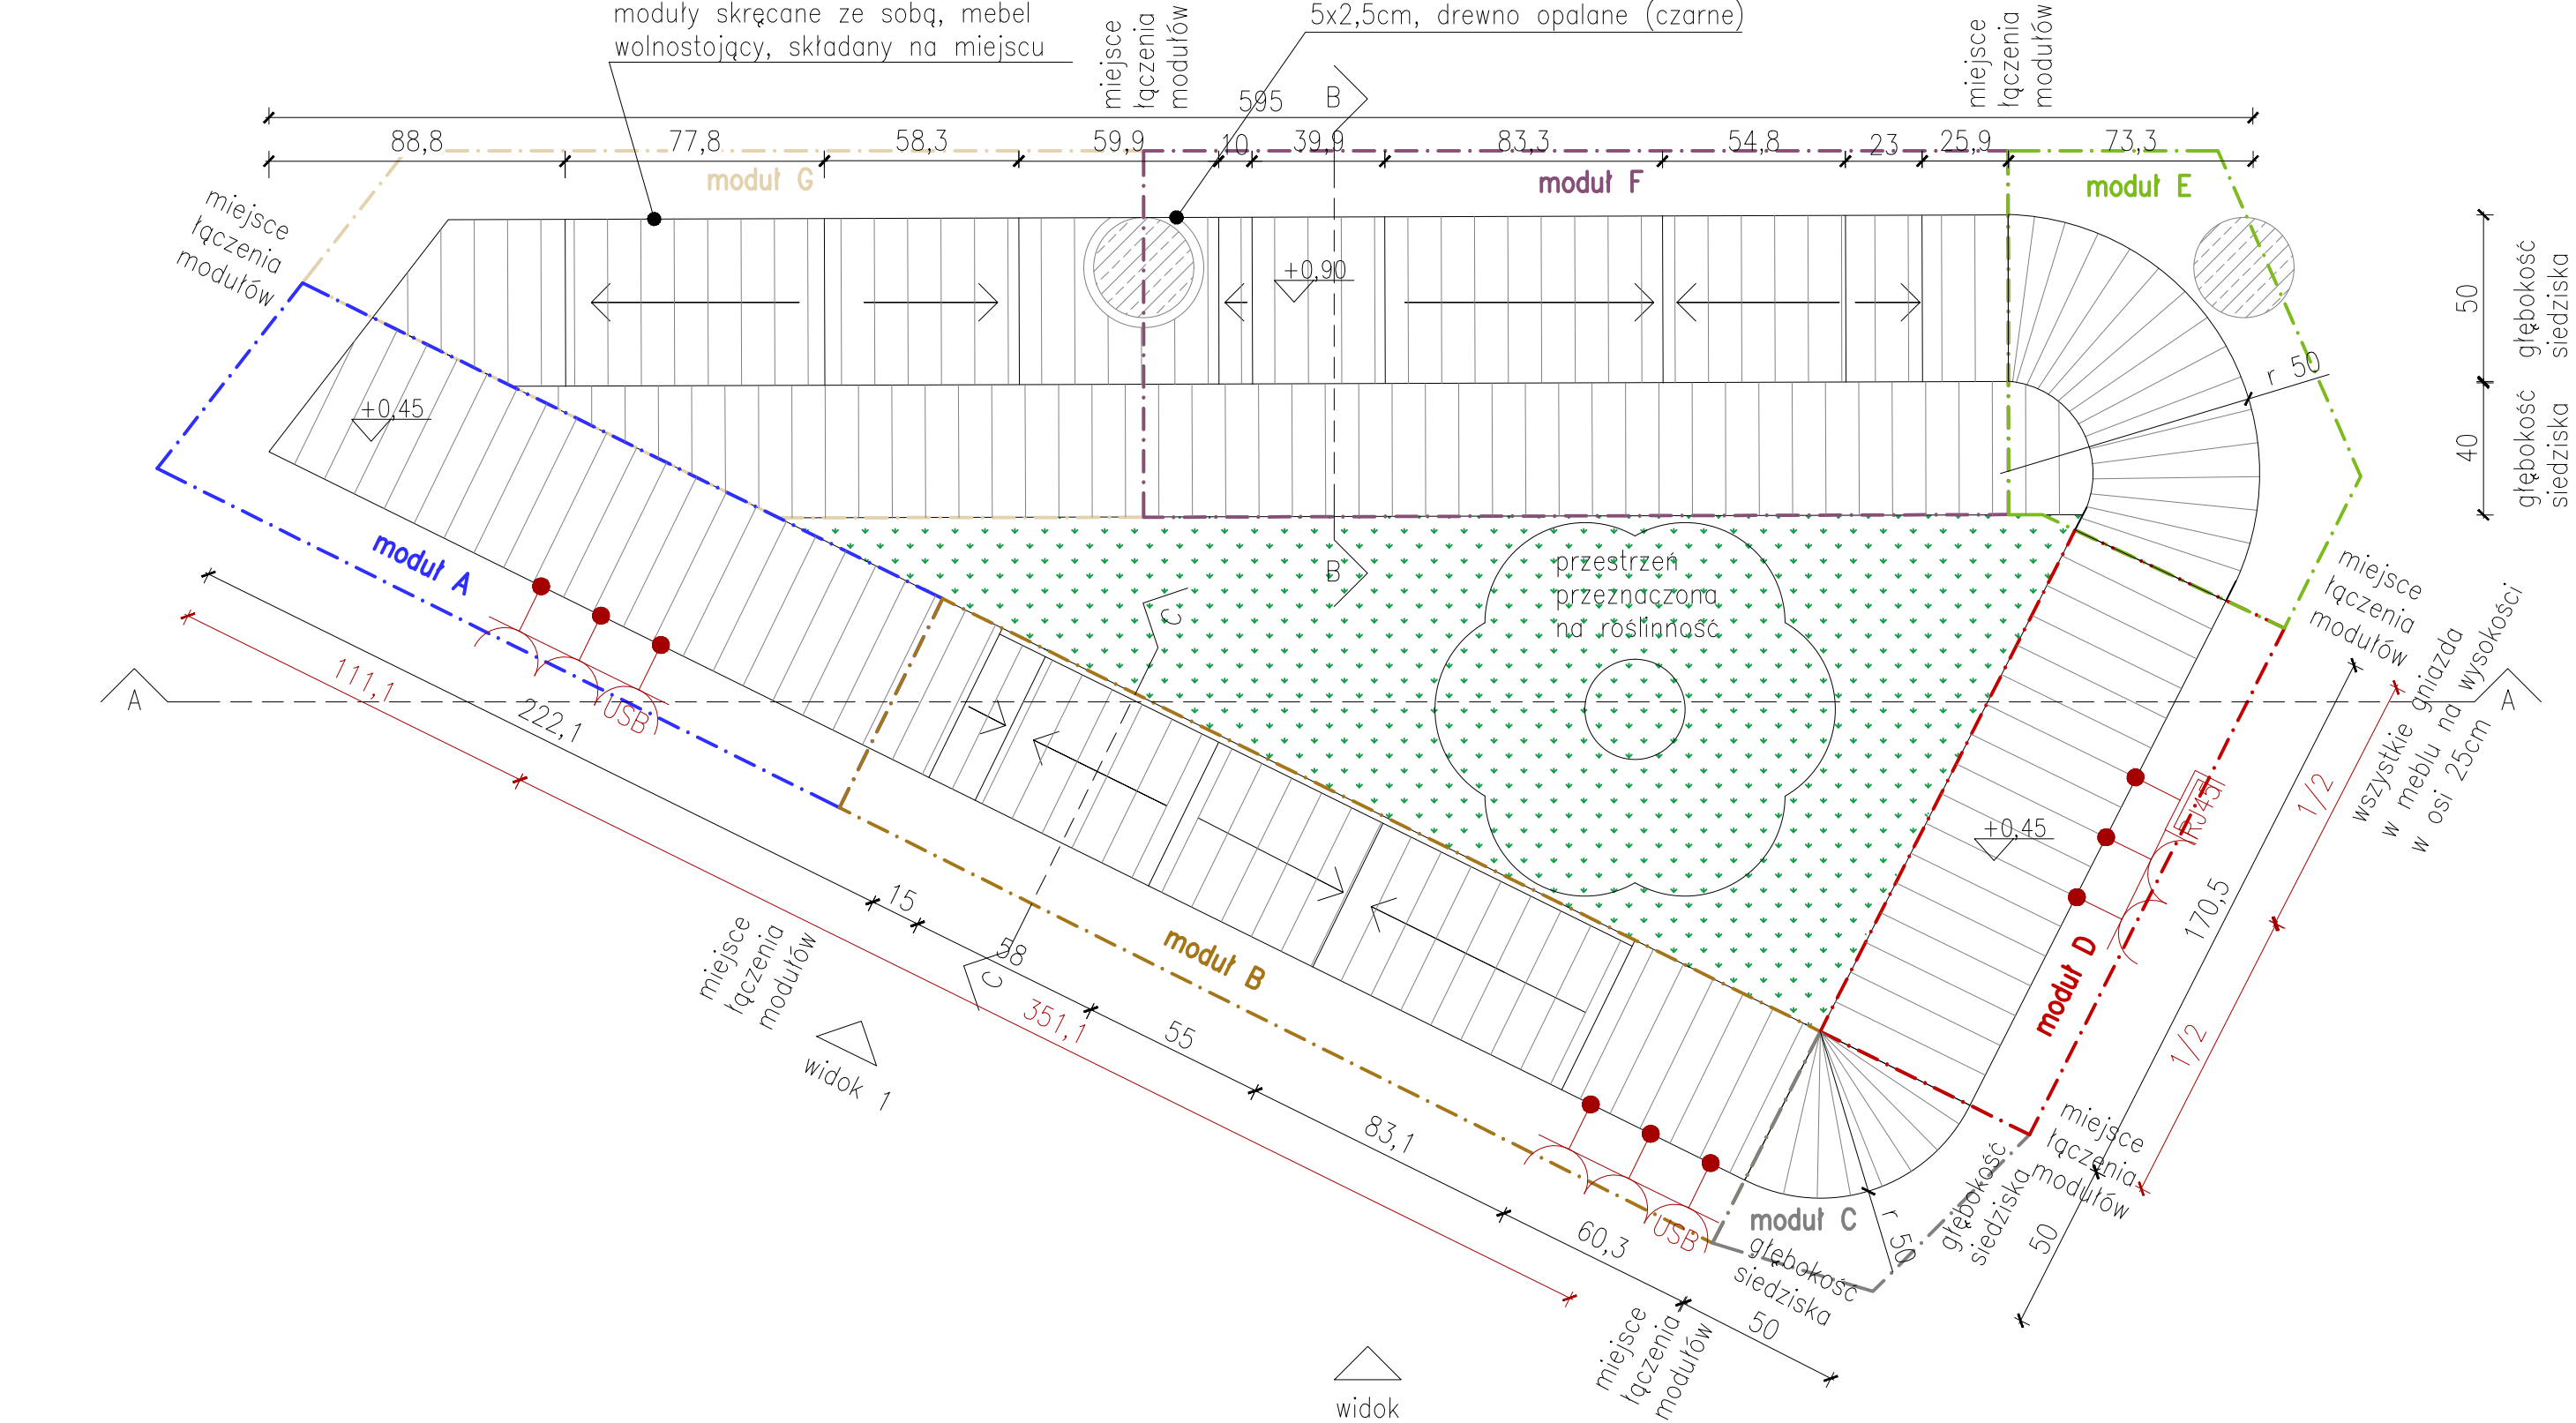 moduły skręcane ze sobą, mebel
wolnostojący, składany na miejscu
5x2,5cm, drewno opalane (czarne)
miejsce
łączenia
modułów
miejsce
łączenia
modułów
595
B
88,8
77,8
58,3
59,9
10
39,9
83,3
54,8
23
25,9
73,3
moduł G
moduł F
moduł E
miejsce
łączenia
modułów
+0,90
50
głębokość
siedziska
r 50
+0,45
40
głębokość
siedziska
moduł A
przestrzeń
przeznaczona
na roślinność
B
C
miejsce
łączenia
modułów
wszystkie gniazda
w meblu na wysokości
w osi 25cm
A
111,1
222,1
USB
A
1/2
RJ45
+0,45
170,5
15
58
C
351,1
miejsce
łączenia
modułów
moduł B
moduł D
55
1/2
widok 1
83,1
miejsce
łączenia
modułów
głębokość
siedziska
50
60,3
USB
moduł C
r 50
głębokość
siedziska
50
miejsce
łączenia
modułów
widok